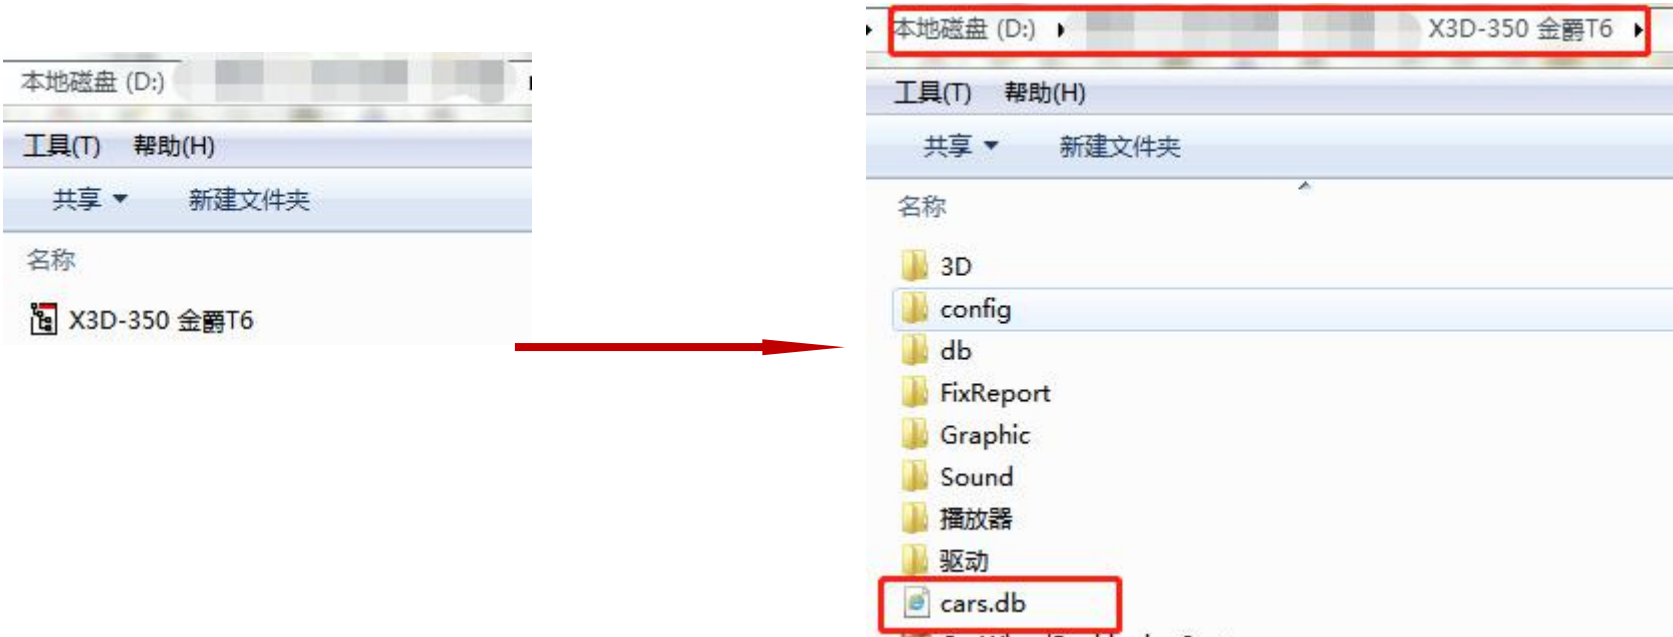 本地磁盘 (D:)
工具(T) 帮助(H)
共享 新建文件夹
名称
X3D-350 金爵T6
本地磁盘 (D:) X3D-350 金爵T6
工具(T) 帮助(H)
共享 新建文件夹
名称
3D
config
db
FixReport
Graphic
Sound
播放器
驱动
cars.db